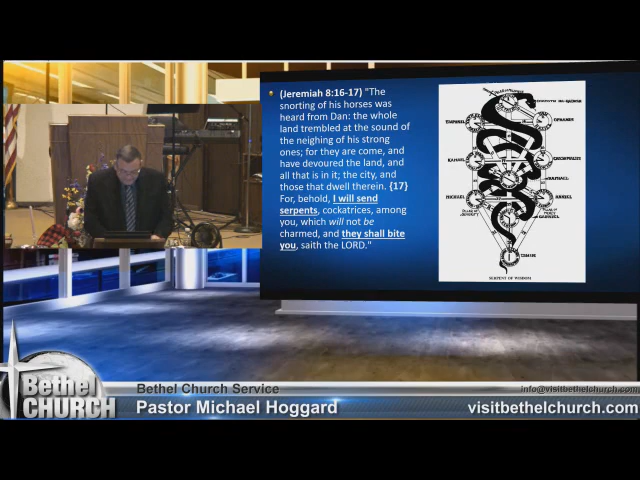 (Jeremiah 8:16-17) "The
snorting of his horses was
heard from Dan: the whole
land trembled at the sound of
the neighing of his strong
ones; for they are come, and
have devoured the land, and
all that is in it; the city, and
those that dwell therein. {17}
For, behold, I will send
serpents, cockatrices, among
you, which will not be
charmed, and they shall bite
you, saith the LORD."
RAPHAEL
MICHAEL
GABRIEL
SERPENT OF WISDOM
Bethel
CHURCH
Bethel Church Service
info@visitbethelchurch.com
Pastor Michael Hoggard
visitbethelchurch.com